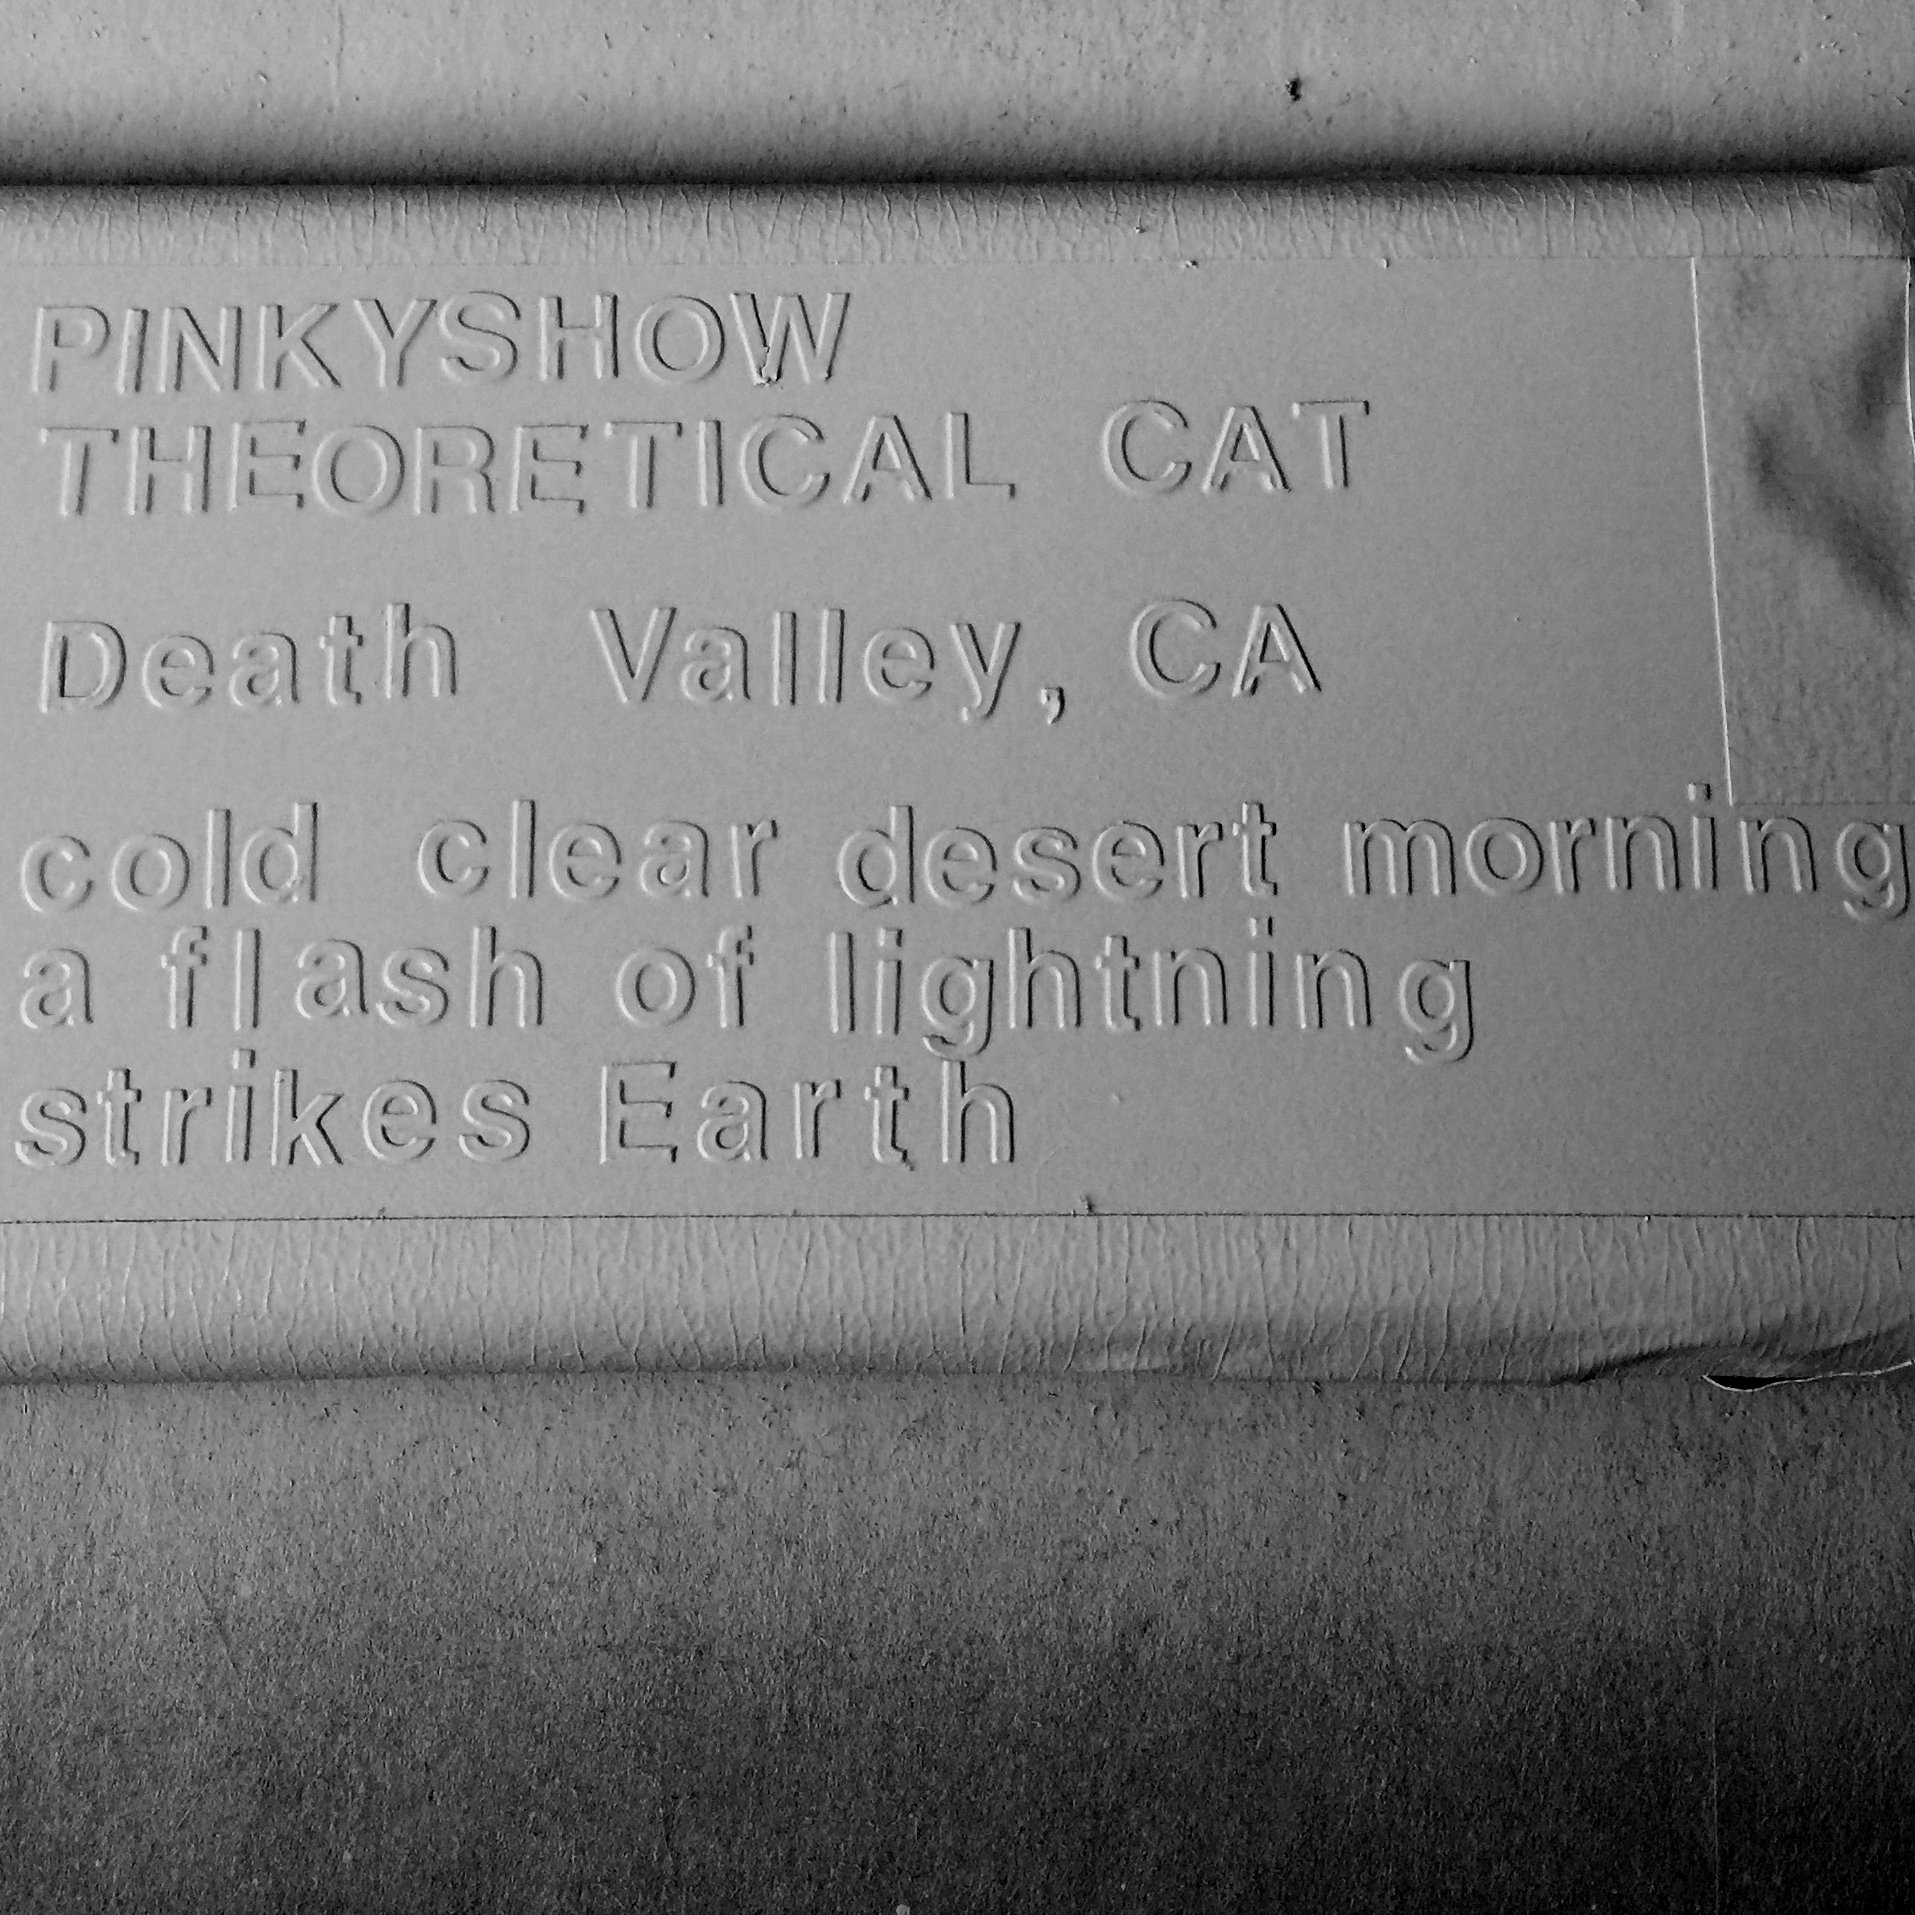 PINKYSHOW
THEORETICAL CAT
Death Valley, CA
cold clear desert morning
a flash of lightning
strikes Earth